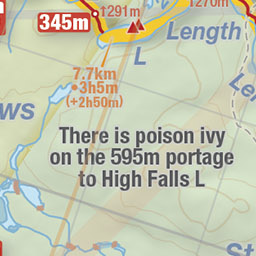 ↑291m
1270m
345m
Length
L
7.7km
3h5m
(+2h50m)
ws
Le
There is poison ivy
on the 595m portage
to High Falls L
St